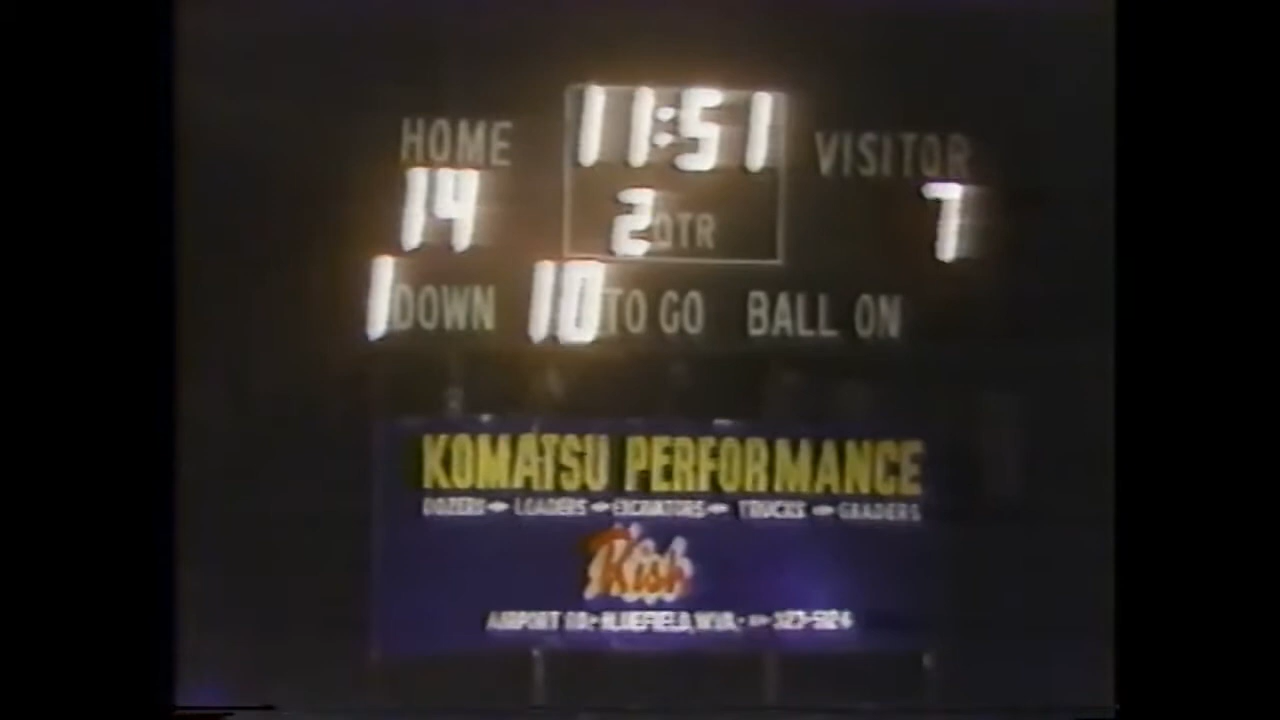 11:51
HOME VISITOR
14 2 QTR 7
1 DOWN 10 TO GO BALL ON
KOMATSU PERFORMANCE
DOZERS LOADERS EXCAVATORS TRUCKS GRADERS
Rish
AIRPORT RD. BLUEFIELD, W.VA.